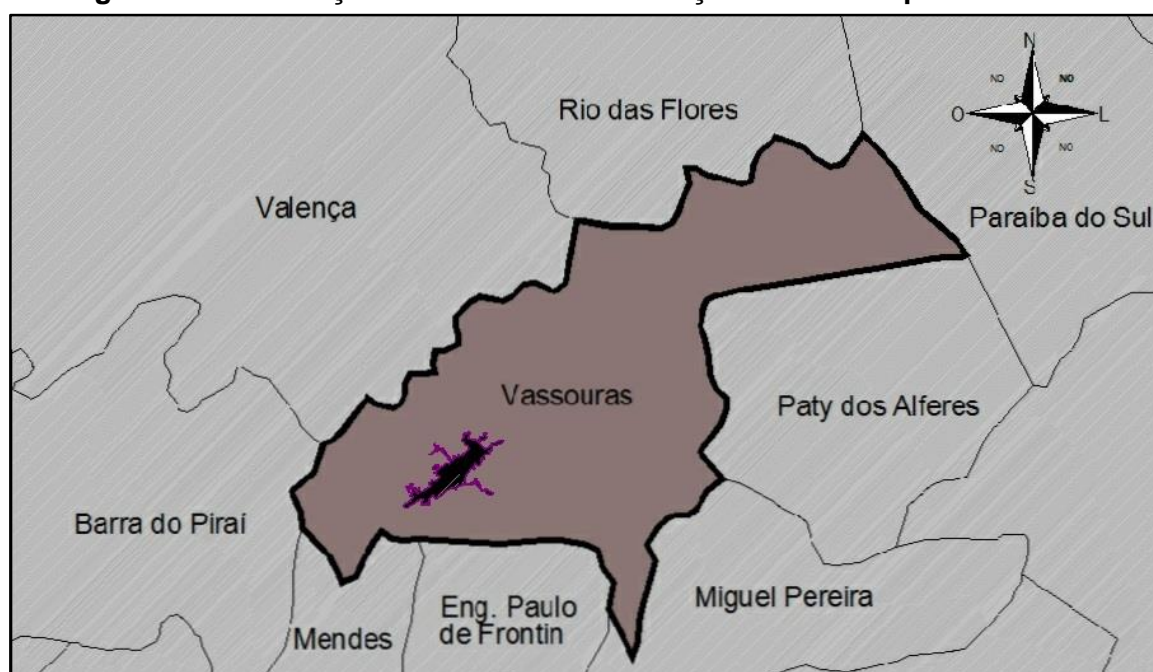 N
NO
NO
O
L
NO
NO
S
Rio das Flores
Valença
Paraíba do Sul
Vassouras
Paty dos Alferes
Barra do Piraí
Miguel Pereira
Eng. Paulo
de Frontin
Mendes